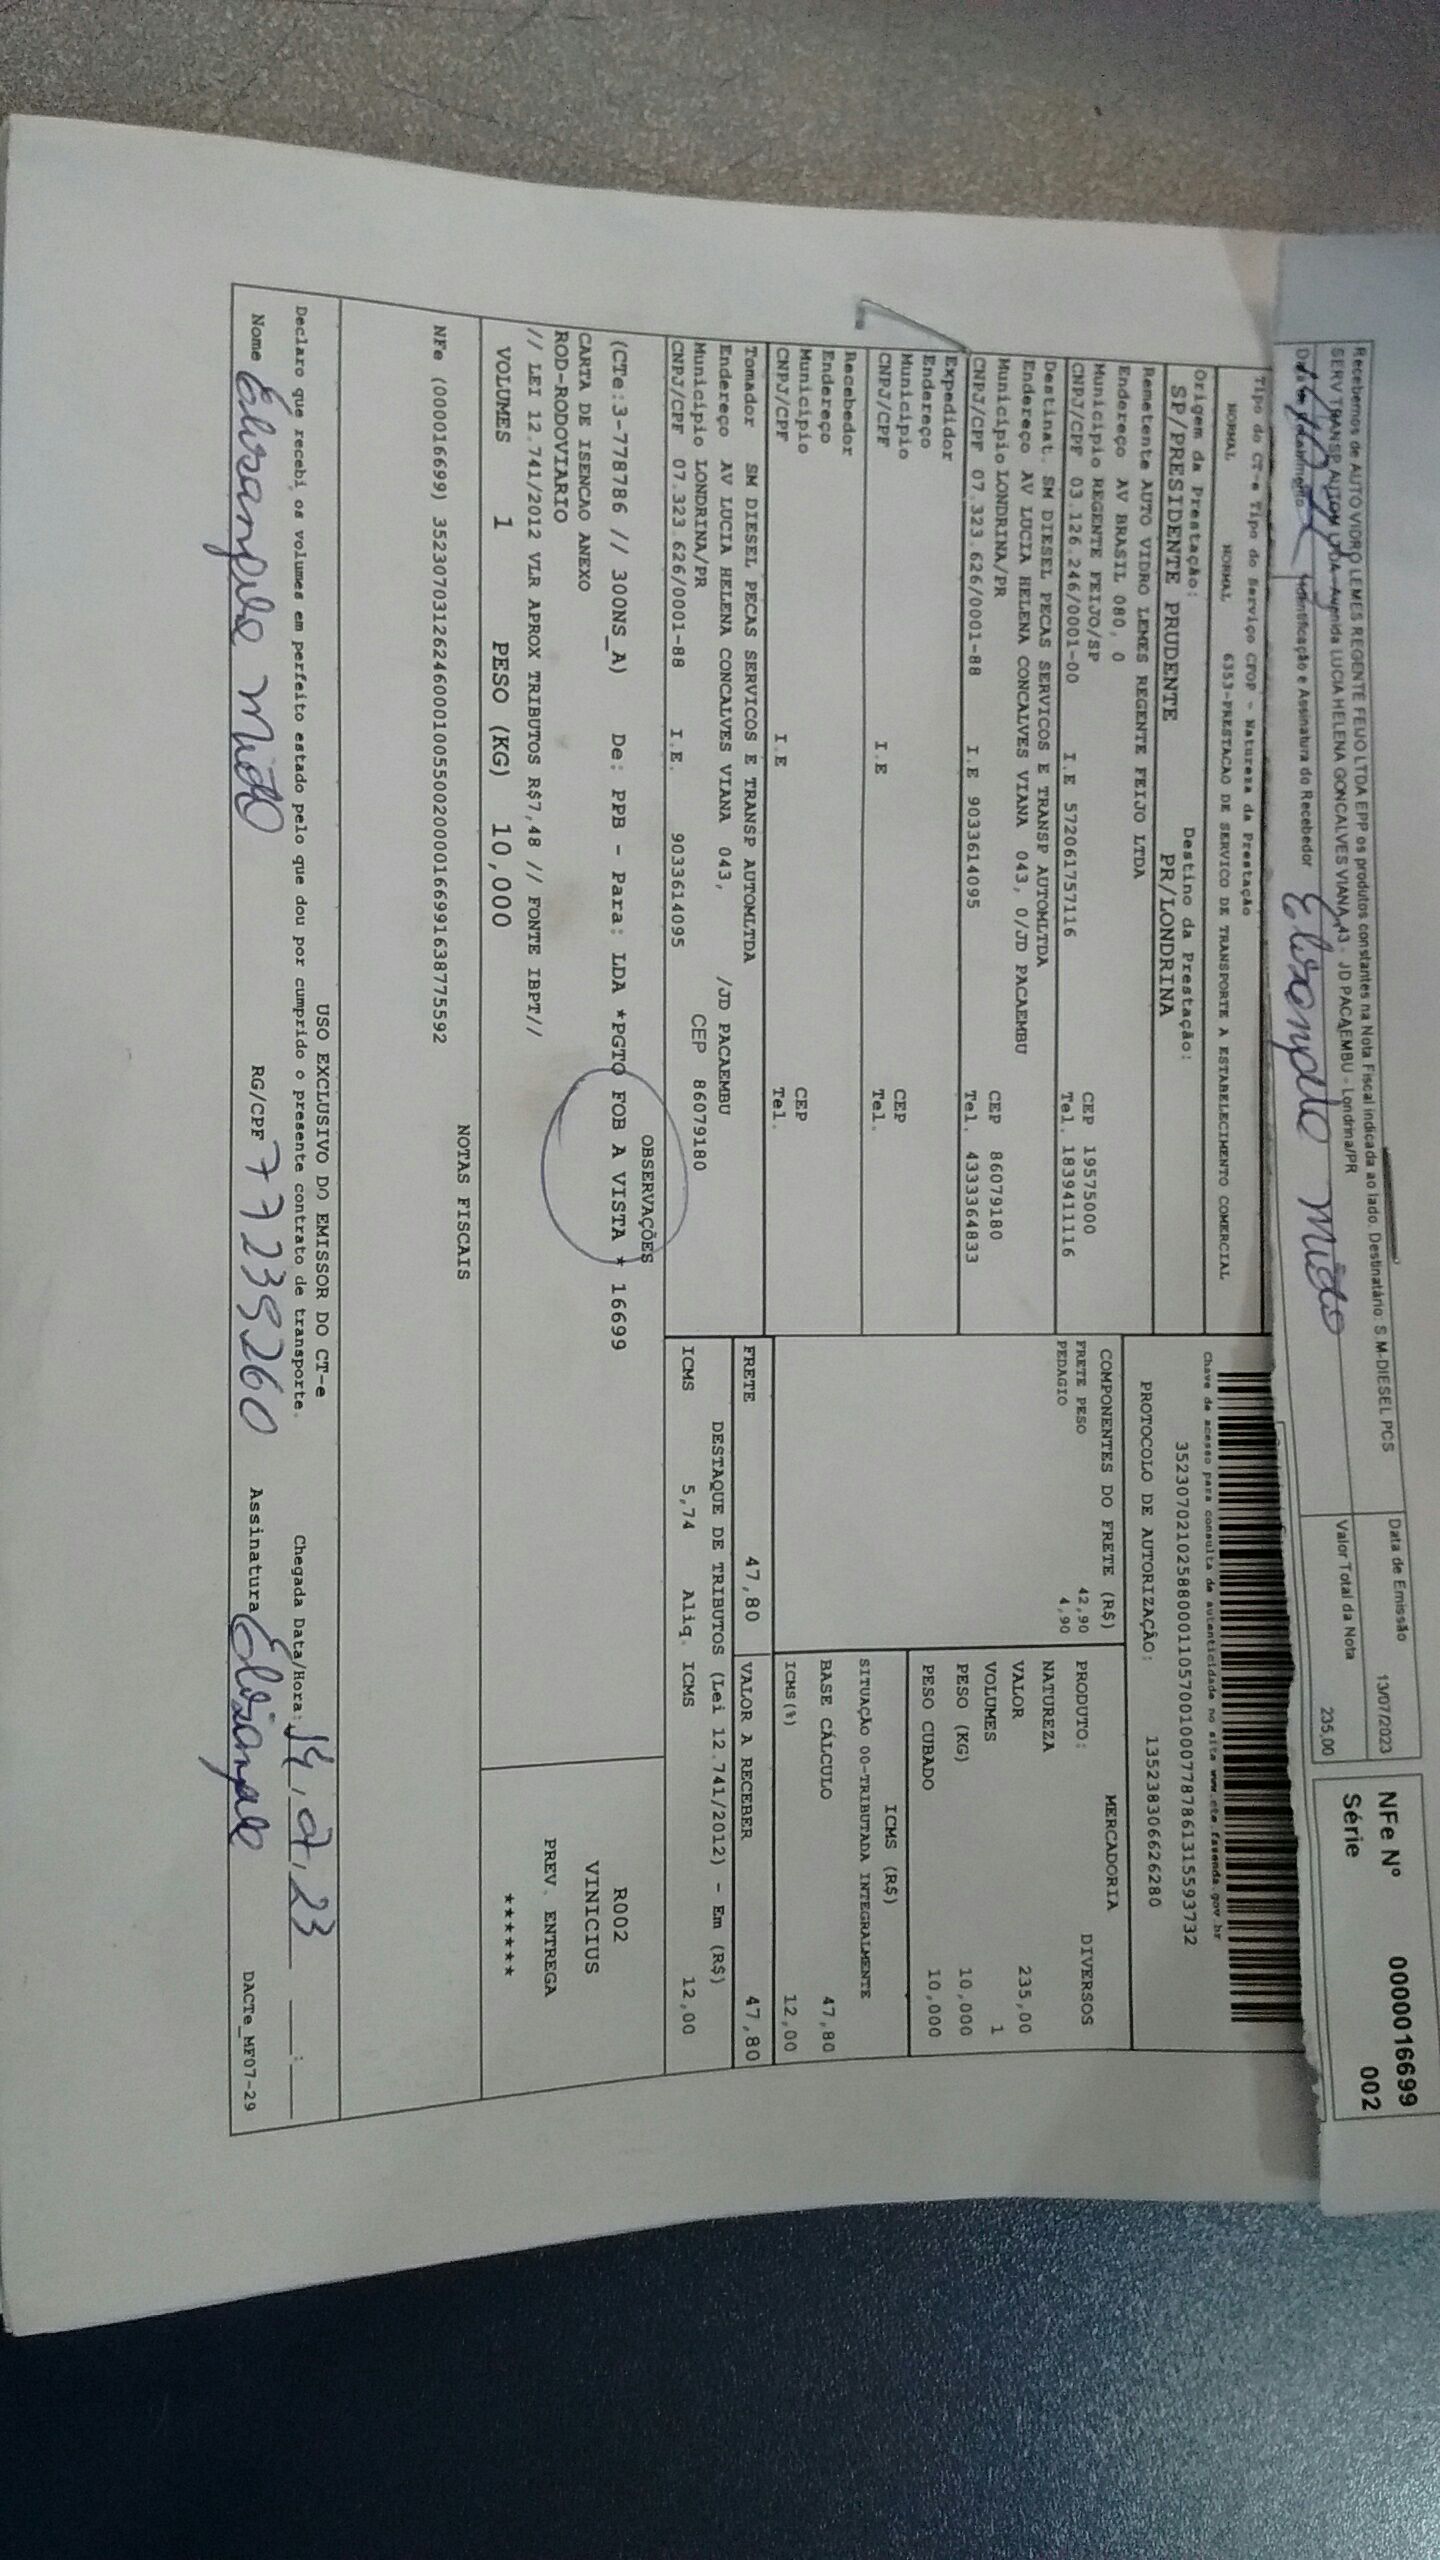 Recebemos de AUTO VIDRO LEMES REGENTE FEIJO LTDA EPP os produtos constantes na Nota Fiscal indicada ao lado. Destinatário: S M-DIESEL PCS
SERV TRANSP AUTOM LTDA-Avenida LUCIA HELENA GONCALVES VIANA,43 - JD PACAEMBU - Londrina/PR
Identificação e Assinatura do Recebedor
Data de Emissão
13/07/2023
Valor Total da Nota
235,00
NFe Nº 0000016699
Série 002
Tipo do CT-e Tipo do Serviço CFOP - Natureza da Prestação
NORMAL NORMAL 6353-PRESTACAO DE SERVICO DE TRANSPORTE A ESTABELECIMENTO COMERCIAL
Origem da Prestação: Destino da Prestação:
SP/PRESIDENTE PRUDENTE PR/LONDRINA
Remetente AUTO VIDRO LEMES REGENTE FEIJO LTDA
Endereço AV BRASIL 080, 0
Município REGENTE FEIJO/SP CEP 19575000
CNPJ/CPF 03.126.246/0001-00 I.E 572061757116 Tel. 1839411116
Destinat. SM DIESEL PECAS SERVICOS E TRANSP AUTOMLTDA
Endereço AV LUCIA HELENA CONCALVES VIANA 043, 0/JD PACAEMBU
Município LONDRINA/PR CEP 86079180
CNPJ/CPF 07.323.626/0001-88 I.E 9033614095 Tel. 4333364833
Expedidor
Endereço
Município CEP
CNPJ/CPF I.E Tel.
Recebedor
Endereço
Município CEP
CNPJ/CPF I.E Tel.
Tomador SM DIESEL PECAS SERVICOS E TRANSP AUTOMLTDA
Endereço AV LUCIA HELENA CONCALVES VIANA 043, /JD PACAEMBU
Município LONDRINA/PR CEP 86079180
CNPJ/CPF 07.323.626/0001-88 I.E. 9033614095
Chave de acesso para consulta de autenticidade no site www.cte.fazenda.gov.br
35230702102588000110570010007787861315593732
PROTOCOLO DE AUTORIZAÇÃO: 135238306626280
COMPONENTES DO FRETE (R$)
FRETE PESO 42,90
PEDAGIO 4,90
MERCADORIA
PRODUTO: DIVERSOS
NATUREZA
VALOR 235,00
VOLUMES 1
PESO (KG) 10,000
PESO CUBADO 10,000
ICMS (R$)
SITUAÇÃO 00-TRIBUTADA INTEGRALMENTE
BASE CÁLCULO 47,80
ICMS(%) 12,00
FRETE 47,80 VALOR A RECEBER 47,80
DESTAQUE DE TRIBUTOS (Lei 12.741/2012) - Em (R$)
ICMS 5,74 Aliq. ICMS 12,00
OBSERVAÇÕES
(CTe:3-778786 // 300NS_A) De: PPB - Para: LDA *PGTO FOB A VISTA * 16699
CARTA DE ISENCAO ANEXO
ROD-RODOVIARIO
// LEI 12.741/2012 VLR APROX TRIBUTOS R$7,48 // FONTE IBPT//
R002
VINICIUS
PREV. ENTREGA
*******
VOLUMES 1 PESO (KG) 10,000
NOTAS FISCAIS
NFe (000016699) 35230703126246000100550020000166991638775592
USO EXCLUSIVO DO EMISSOR DO CT-e
Declaro que recebi os volumes em perfeito estado pelo que dou por cumprido o presente contrato de transporte. Chegada Data/Hora: 14,07,23 :
Nome RG/CPF 77239260 Assinatura DACTe_MF07-29